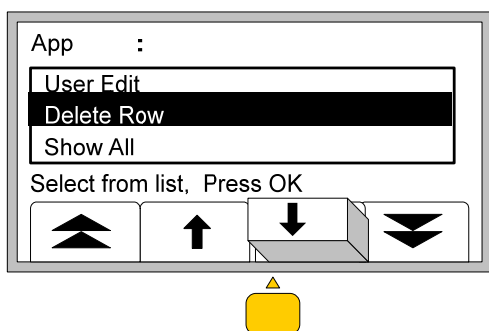 App :
User Edit
Delete Row
Show All
Select from list, Press OK